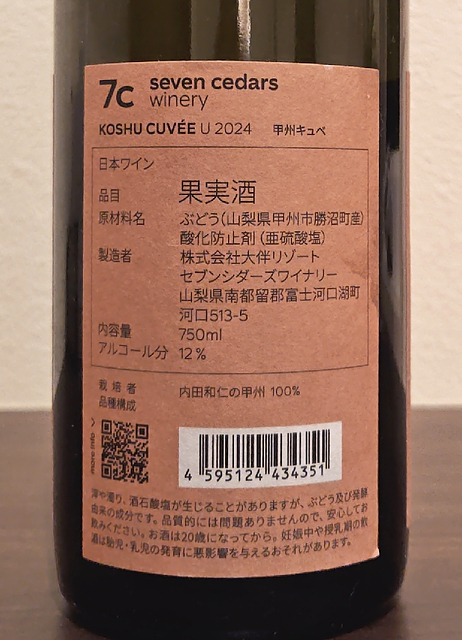 7c seven cedars
winery
KOSHU CUVÉE U 2024 甲州キュベ
日本ワイン
品目 果実酒
原材料名 ぶどう(山梨県甲州市勝沼町産)
酸化防止剤(亜硫酸塩)
製造者 株式会社大伴リゾート
セブンシダーズワイナリー
山梨県南都留郡富士河口湖町
河口513-5
内容量 750ml
アルコール分 12%
栽培者
品種構成
内田和仁の甲州 100%
4 595124 434351
澱や濁り、酒石酸塩が生じることがありますが、ぶどう及び発酵
由来の成分です。品質的には問題ありませんので、安心してお
飲みください。お酒は20歳になってから。妊娠中や授乳期の飲
酒は胎児・乳児の発育に悪影響を与えるおそれがあります。